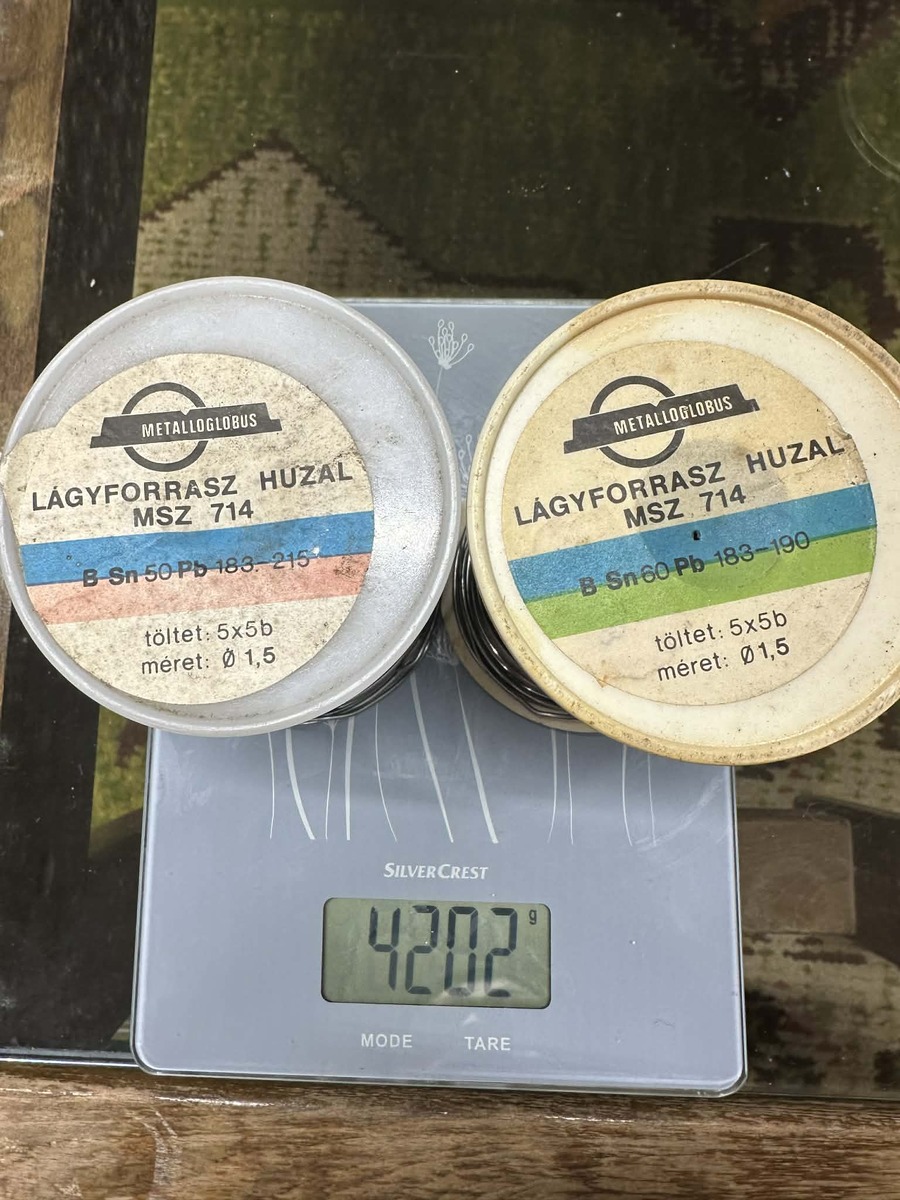 METALLOGLOBUS
LÁGYFORRASZ HUZAL
MSZ 714
B Sn 50 Pb 183-215
töltet: 5x5b
méret: Ø 1,5
METALLOGLOBUS
LÁGYFORRASZ HUZAL
MSZ 714
B Sn 60 Pb 183-190
töltet: 5x5b
méret: Ø 1,5
SILVERCREST
4202 g
MODE TARE